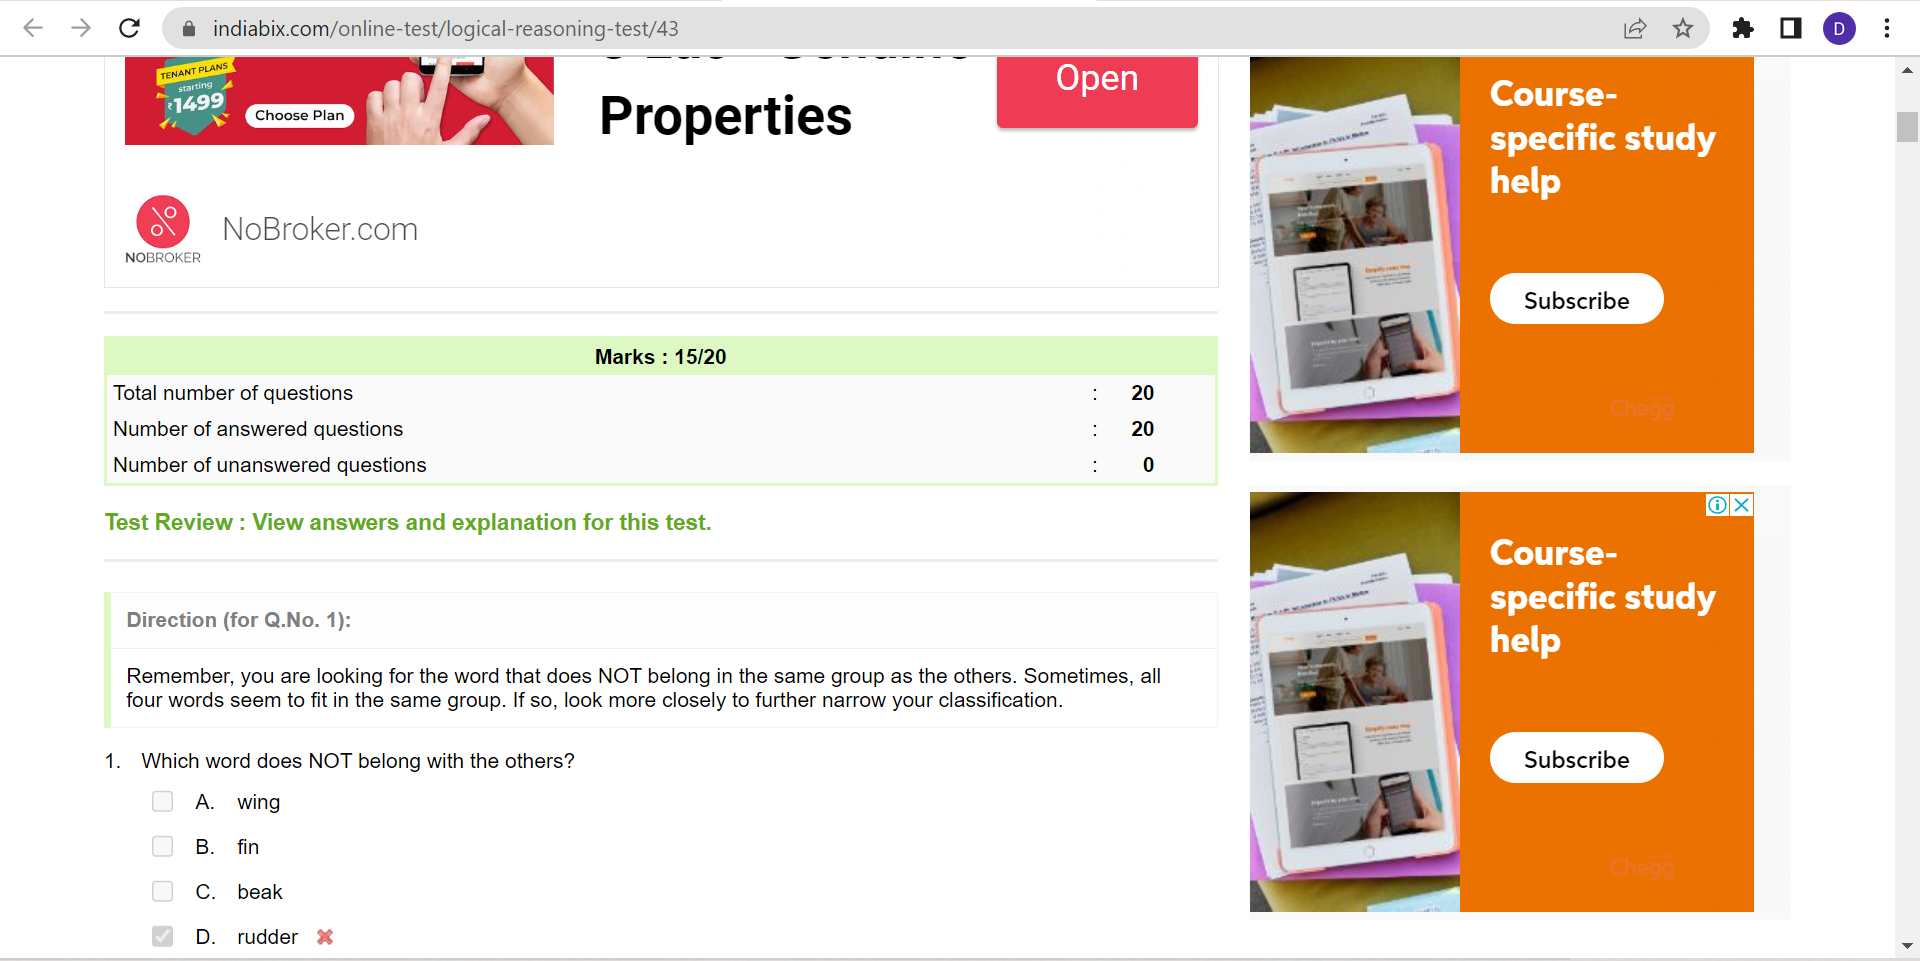 indiabix.com/online-test/logical-reasoning-test/43
D
TENANT PLANS
starting
₹1499
Choose Plan
Properties
Open
NOBROKER
NoBroker.com
Marks : 15/20
Total number of questions : 20
Number of answered questions : 20
Number of unanswered questions : 0
Test Review : View answers and explanation for this test.
Direction (for Q.No. 1):
Remember, you are looking for the word that does NOT belong in the same group as the others. Sometimes, all
four words seem to fit in the same group. If so, look more closely to further narrow your classification.
1. Which word does NOT belong with the others?
A. wing
B. fin
C. beak
D. rudder
Course-
specific study
help
Subscribe
Chegg
Course-
specific study
help
Subscribe
Chegg